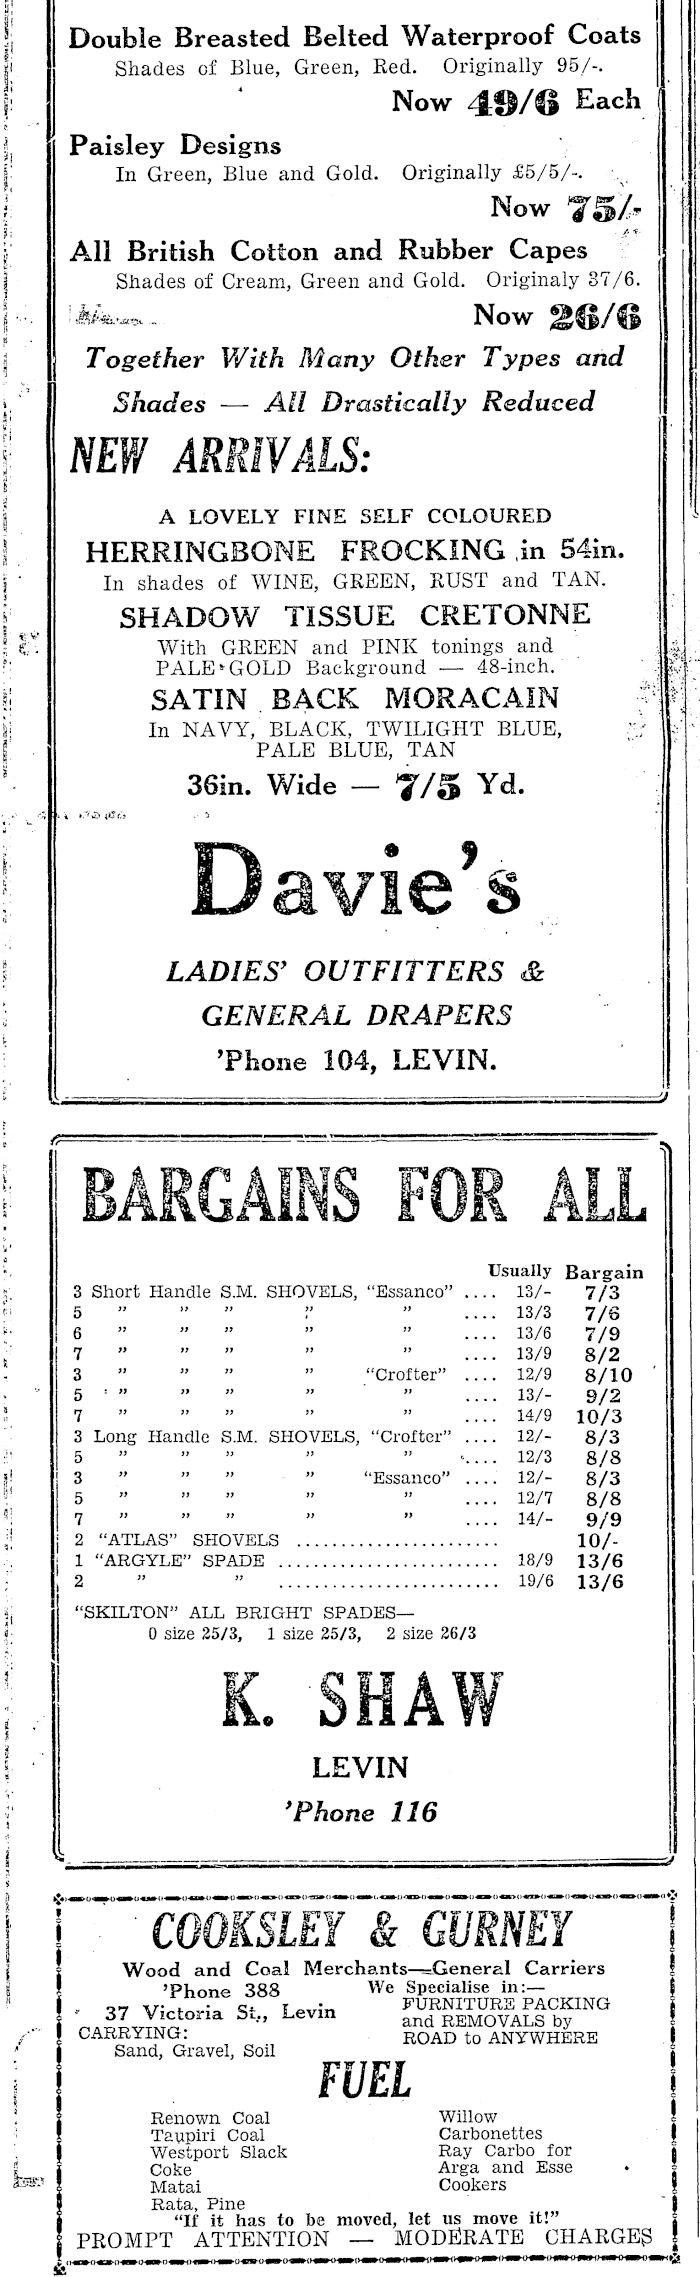 Double Breasted Belted Waterproof Coats
Shades of Blue, Green, Red. Originally 95/-.
Now 49/6 Each
Paisley Designs
In Green, Blue and Gold. Originally £5/5/-.
Now 75/-
All British Cotton and Rubber Capes
Shades of Cream, Green and Gold. Originaly 37/6.
Now 26/6
Together With Many Other Types and
Shades — All Drastically Reduced
NEW ARRIVALS:
A LOVELY FINE SELF COLOURED
HERRINGBONE FROCKING in 54in.
In shades of WINE, GREEN, RUST and TAN.
SHADOW TISSUE CRETONNE
With GREEN and PINK tonings and
PALE GOLD Background — 48-inch.
SATIN BACK MORACAIN
In NAVY, BLACK, TWILIGHT BLUE,
PALE BLUE, TAN
36in. Wide — 7/5 Yd.
Davie's
LADIES' OUTFITTERS &
GENERAL DRAPERS
'Phone 104, LEVIN.
BARGAINS FOR ALL
Usually Bargain
3 Short Handle S.M. SHOVELS, "Essanco" .... 13/- 7/3
5 " " " " " .... 13/3 7/6
6 " " " " " .... 13/6 7/9
7 " " " " " .... 13/9 8/2
3 " " " " "Crofter" .... 12/9 8/10
5 " " " " " .... 13/- 9/2
7 " " " " " .... 14/9 10/3
3 Long Handle S.M. SHOVELS, "Crofter" .... 12/- 8/3
5 " " " " " .... 12/3 8/8
3 " " " " "Essanco" .... 12/- 8/3
5 " " " " " .... 12/7 8/8
7 " " " " " .... 14/- 9/9
2 "ATLAS" SHOVELS ....................... 10/-
1 "ARGYLE" SPADE ......................... 18/9 13/6
2 " " ......................... 19/6 13/6
"SKILTON" ALL BRIGHT SPADES—
0 size 25/3, 1 size 25/3, 2 size 26/3
K. SHAW
LEVIN
'Phone 116
COOKSLEY & GURNEY
Wood and Coal Merchants—General Carriers
'Phone 388
37 Victoria St., Levin
CARRYING:
Sand, Gravel, Soil
We Specialise in:—
FURNITURE PACKING
and REMOVALS by
ROAD to ANYWHERE
FUEL
Renown Coal
Taupiri Coal
Westport Slack
Coke
Matai
Rata, Pine
Willow
Carbonettes
Ray Carbo for
Arga and Esse
Cookers
"If it has to be moved, let us move it!"
PROMPT ATTENTION — MODERATE CHARGES